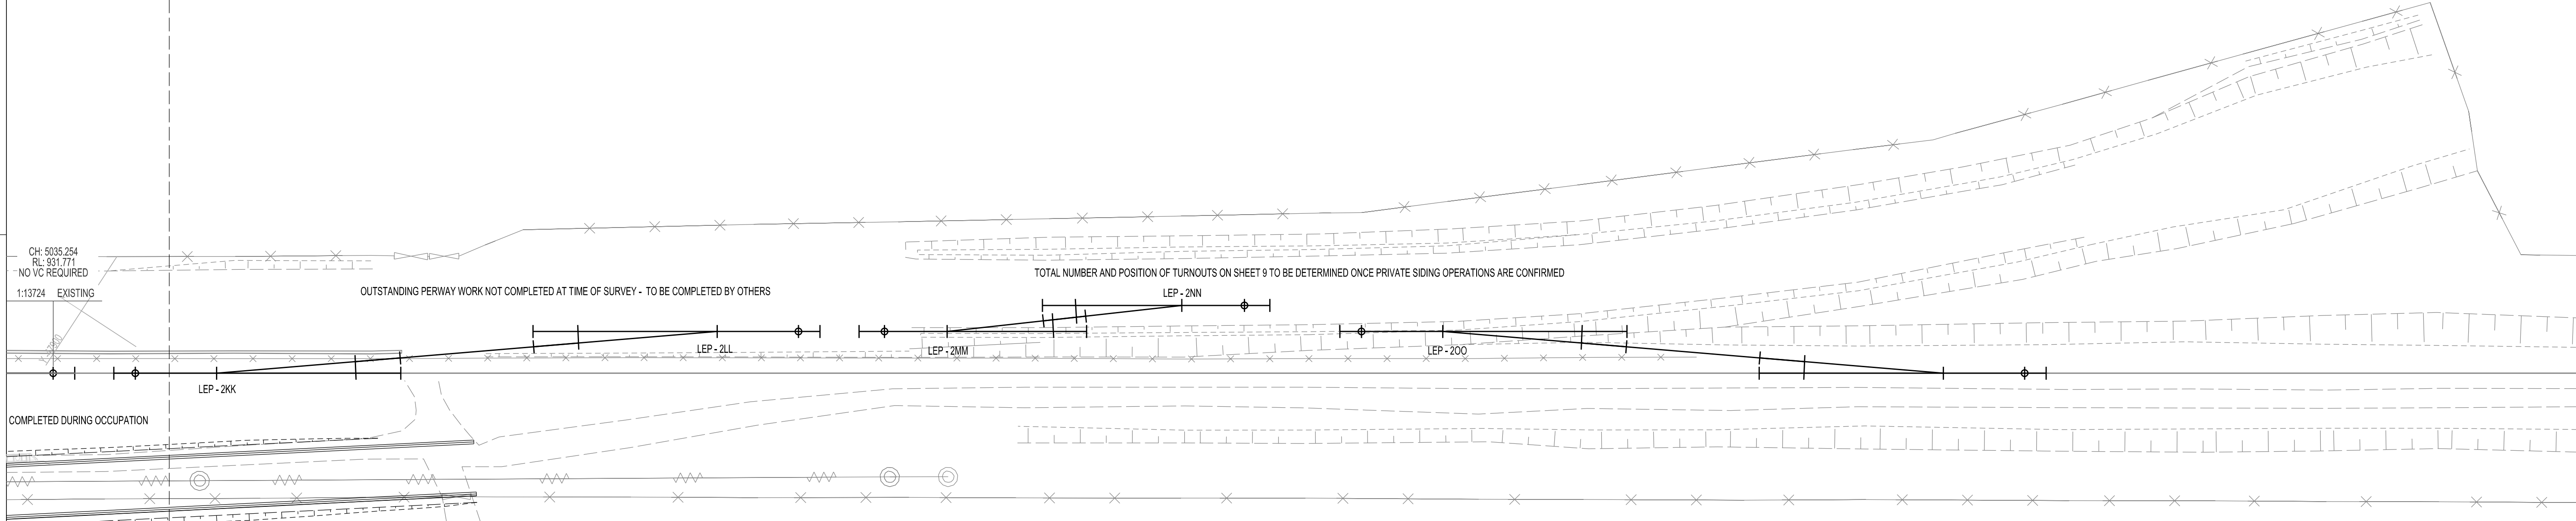 CH: 5035.254
RL: 931.771
NO VC REQUIRED
1:13724 EXISTING
OUTSTANDING PERWAY WORK NOT COMPLETED AT TIME OF SURVEY - TO BE COMPLETED BY OTHERS
TOTAL NUMBER AND POSITION OF TURNOUTS ON SHEET 9 TO BE DETERMINED ONCE PRIVATE SIDING OPERATIONS ARE CONFIRMED
LEP - 2NN
LEP - 2LL
LEP - 2MM
LEP - 2OO
LEP - 2KK
COMPLETED DURING OCCUPATION